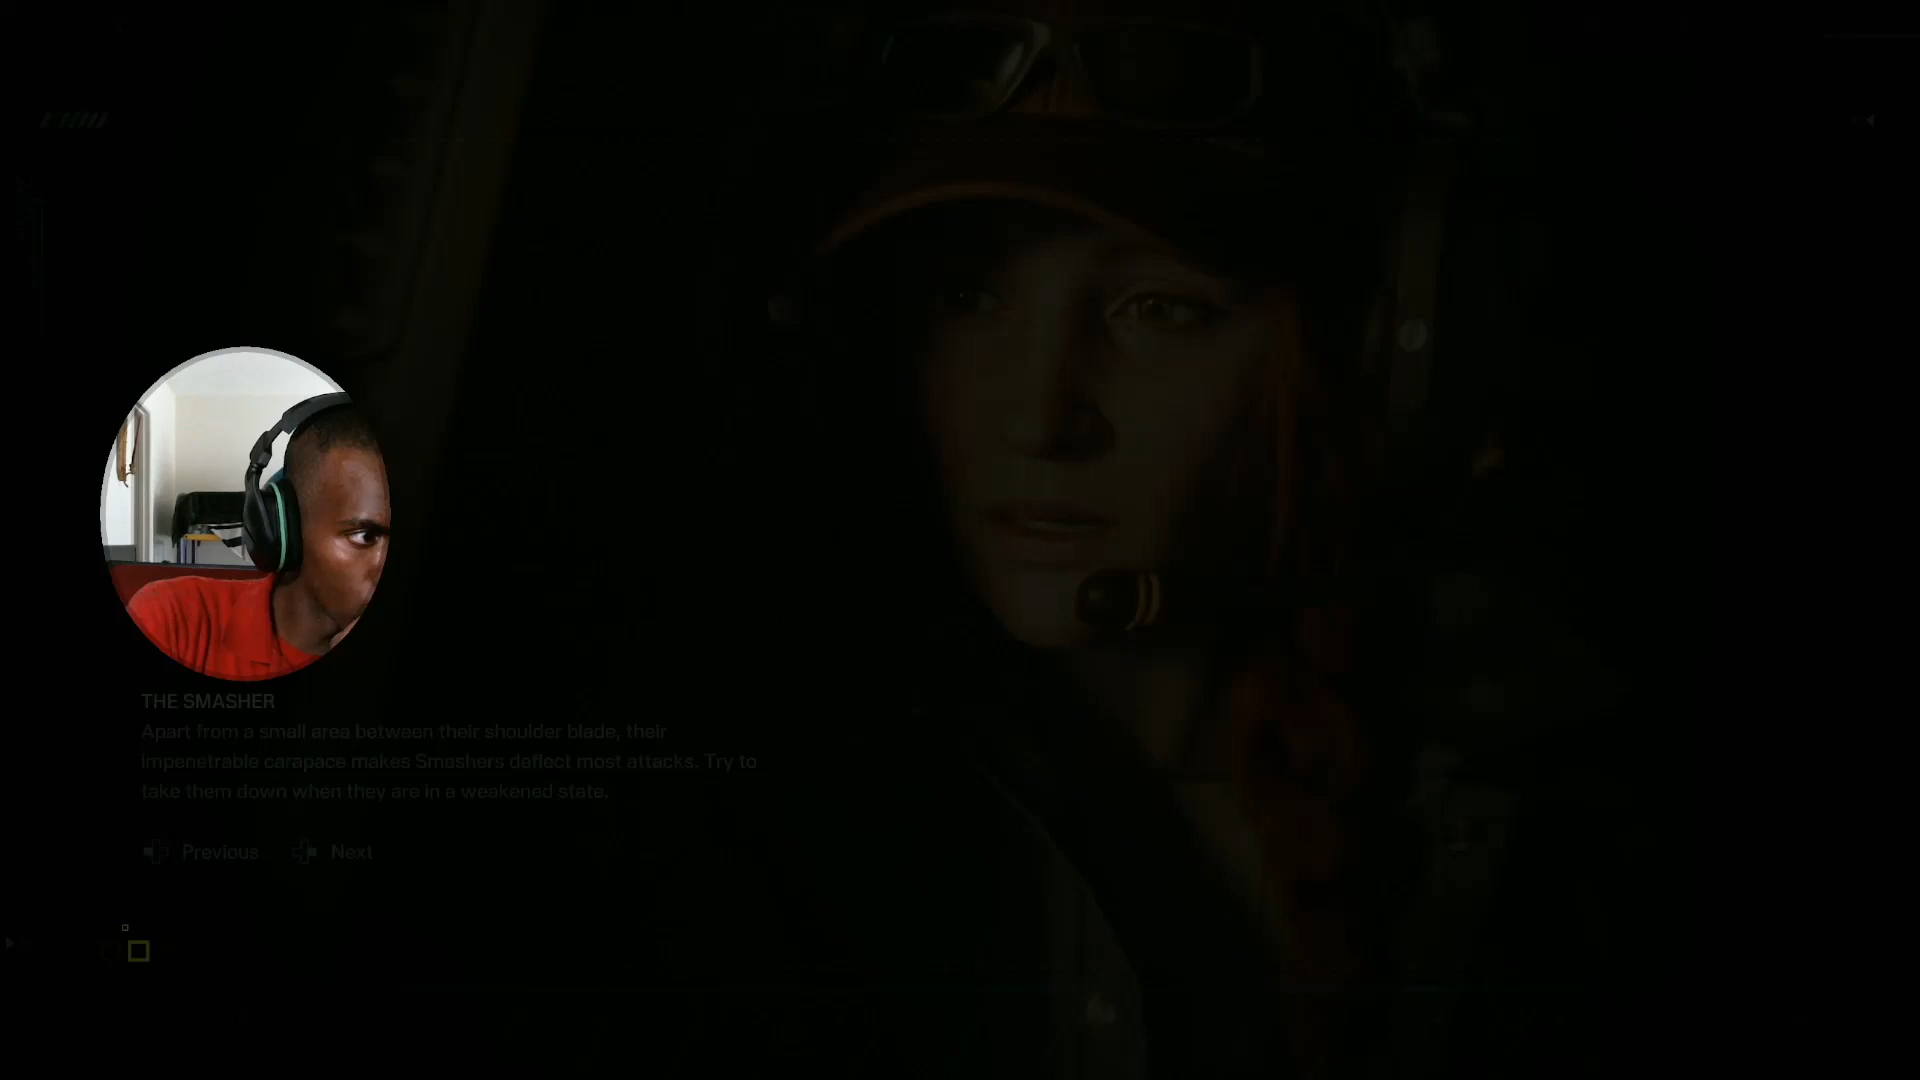 THE SMASHER
Apart from a small area between their shoulder blade, their
impenetrable carapace makes Smashers deflect most attacks. Try to
take them down when they are in a weakened state.
Previous Next